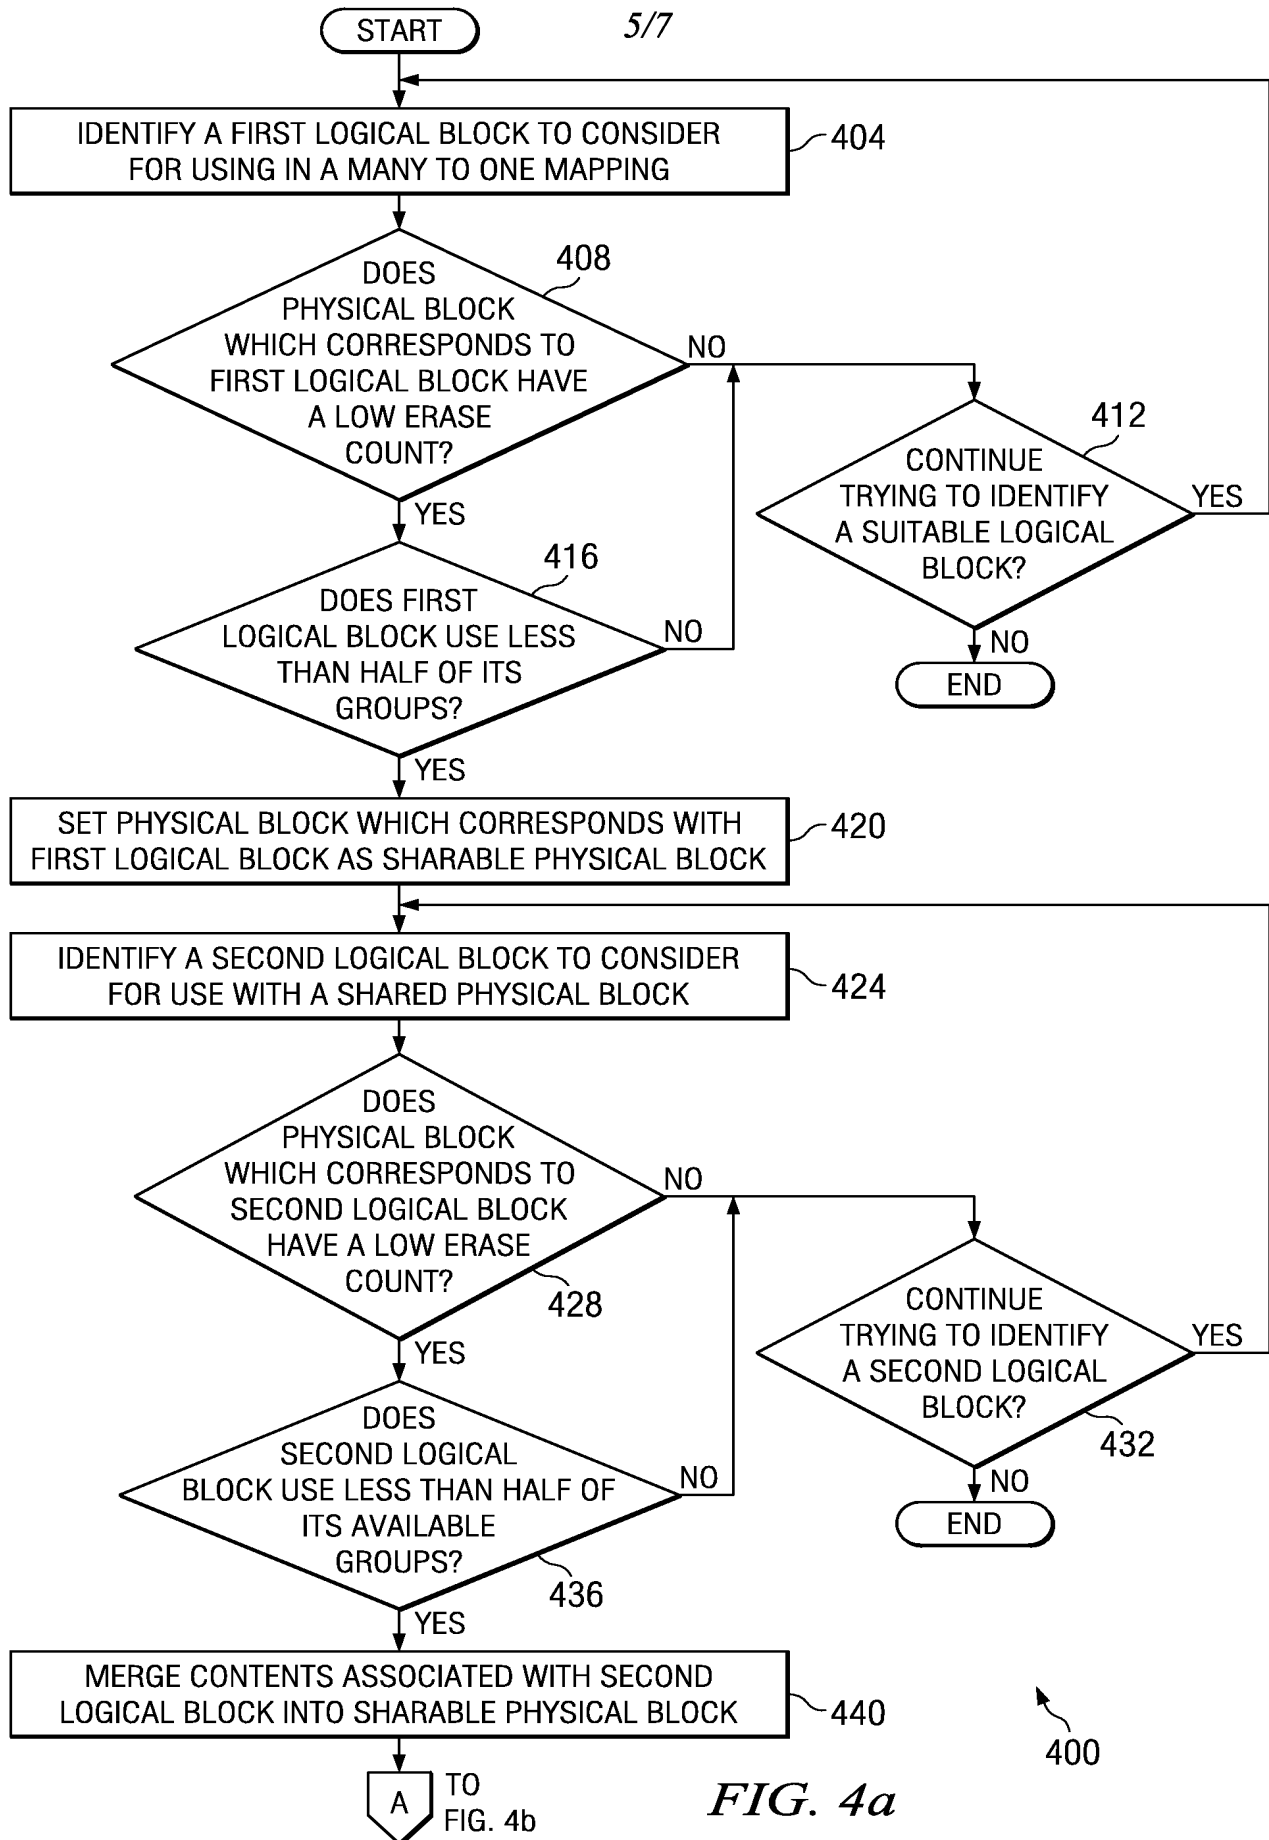 START
5/7
IDENTIFY A FIRST LOGICAL BLOCK TO CONSIDER
FOR USING IN A MANY TO ONE MAPPING
404
DOES
PHYSICAL BLOCK
WHICH CORRESPONDS TO
FIRST LOGICAL BLOCK HAVE
A LOW ERASE
COUNT?
408
NO
YES
CONTINUE
TRYING TO IDENTIFY
A SUITABLE LOGICAL
BLOCK?
412
YES
NO
END
DOES FIRST
LOGICAL BLOCK USE LESS
THAN HALF OF ITS
GROUPS?
416
NO
YES
SET PHYSICAL BLOCK WHICH CORRESPONDS WITH
FIRST LOGICAL BLOCK AS SHARABLE PHYSICAL BLOCK
420
IDENTIFY A SECOND LOGICAL BLOCK TO CONSIDER
FOR USE WITH A SHARED PHYSICAL BLOCK
424
DOES
PHYSICAL BLOCK
WHICH CORRESPONDS TO
SECOND LOGICAL BLOCK
HAVE A LOW ERASE
COUNT?
428
NO
YES
CONTINUE
TRYING TO IDENTIFY
A SECOND LOGICAL
BLOCK?
432
YES
NO
END
DOES
SECOND LOGICAL
BLOCK USE LESS THAN HALF OF
ITS AVAILABLE
GROUPS?
436
NO
YES
MERGE CONTENTS ASSOCIATED WITH SECOND
LOGICAL BLOCK INTO SHARABLE PHYSICAL BLOCK
440
400
A
TO
FIG. 4b
FIG. 4a